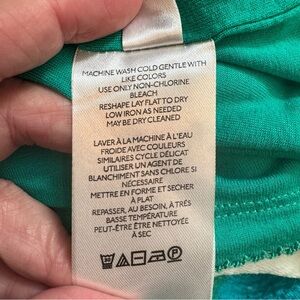 MACHINE WASH COLD GENTLE WITH
LIKE COLORS
USE ONLY NON-CHLORINE
BLEACH
RESHAPE LAY FLAT TO DRY
LOW IRON AS NEEDED
MAY BE DRY CLEANED
LAVER À LA MACHINE À L'EAU
FROIDE AVEC COULEURS
SIMILAIRES CYCLE DÉLICAT
UTILISER UN AGENT DE
BLANCHIMENT SANS CHLORE SI
NÉCESSAIRE
METTRE EN FORME ET SÉCHER
À PLAT
REPASSER, AU BESOIN, À TRÈS
BASSE TEMPÉRATURE
PEUT-ÊTRE ÊTRE NETTOYÉE
À SEC